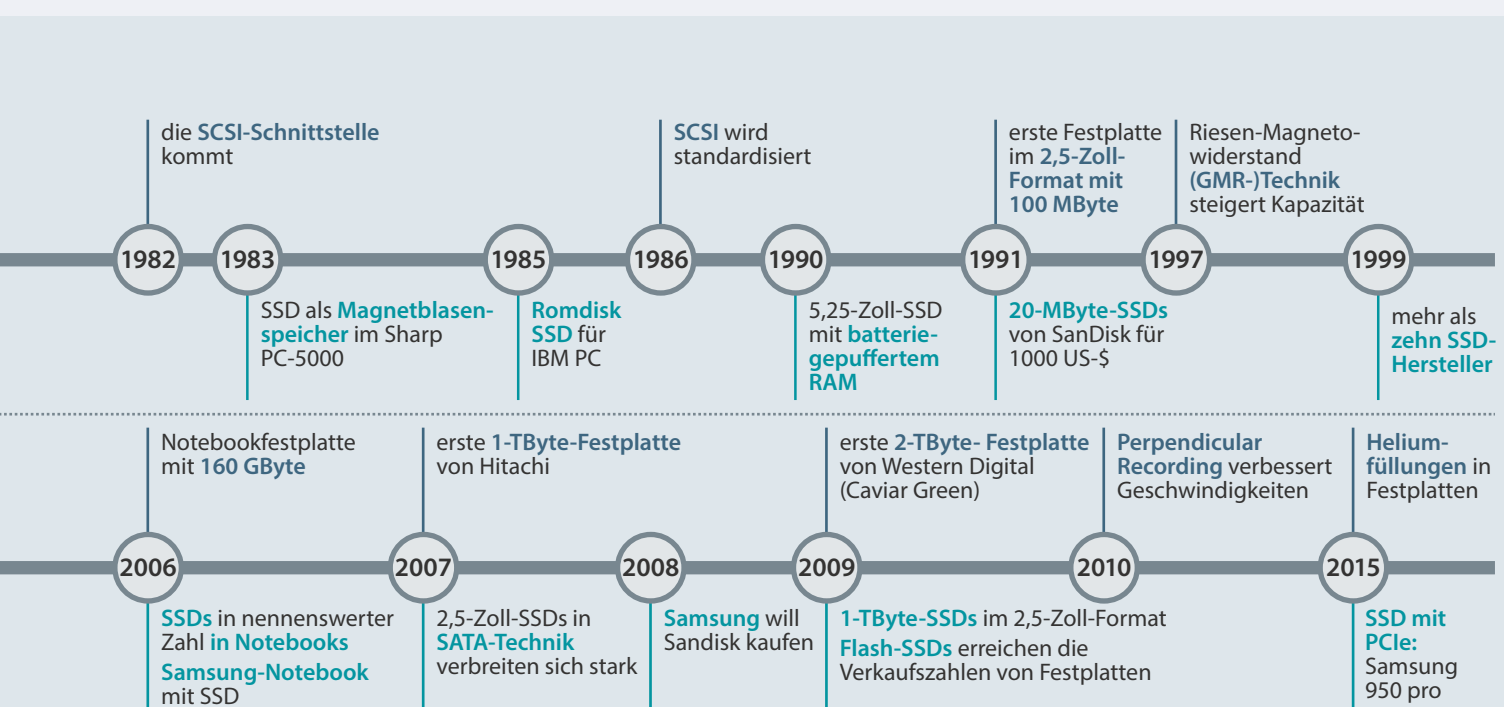 die SCSI-Schnittstelle
kommt
SCSI wird
standardisiert
erste Festplatte
im 2,5-Zoll-
Format mit
100 MByte
Riesen-Magneto-
widerstand
(GMR-)Technik
steigert Kapazität
1982
1983
1985
1986
1990
1991
1997
1999
SSD als Magnetblasen-
speicher im Sharp
PC-5000
Romdisk
SSD für
IBM PC
5,25-Zoll-SSD
mit batterie-
gepuffertem
RAM
20-MByte-SSDs
von SanDisk für
1000 US-$
mehr als
zehn SSD-
Hersteller
Notebookfestplatte
mit 160 GByte
erste 1-TByte-Festplatte
von Hitachi
erste 2-TByte- Festplatte
von Western Digital
(Caviar Green)
Perpendicular
Recording verbessert
Geschwindigkeiten
Helium-
füllungen in
Festplatten
2006
2007
2008
2009
2010
2015
SSDs in nennenswerter
Zahl in Notebooks
Samsung-Notebook
mit SSD
2,5-Zoll-SSDs in
SATA-Technik
verbreiten sich stark
Samsung will
Sandisk kaufen
1-TByte-SSDs im 2,5-Zoll-Format
Flash-SSDs erreichen die
Verkaufszahlen von Festplatten
SSD mit
PCIe:
Samsung
950 pro